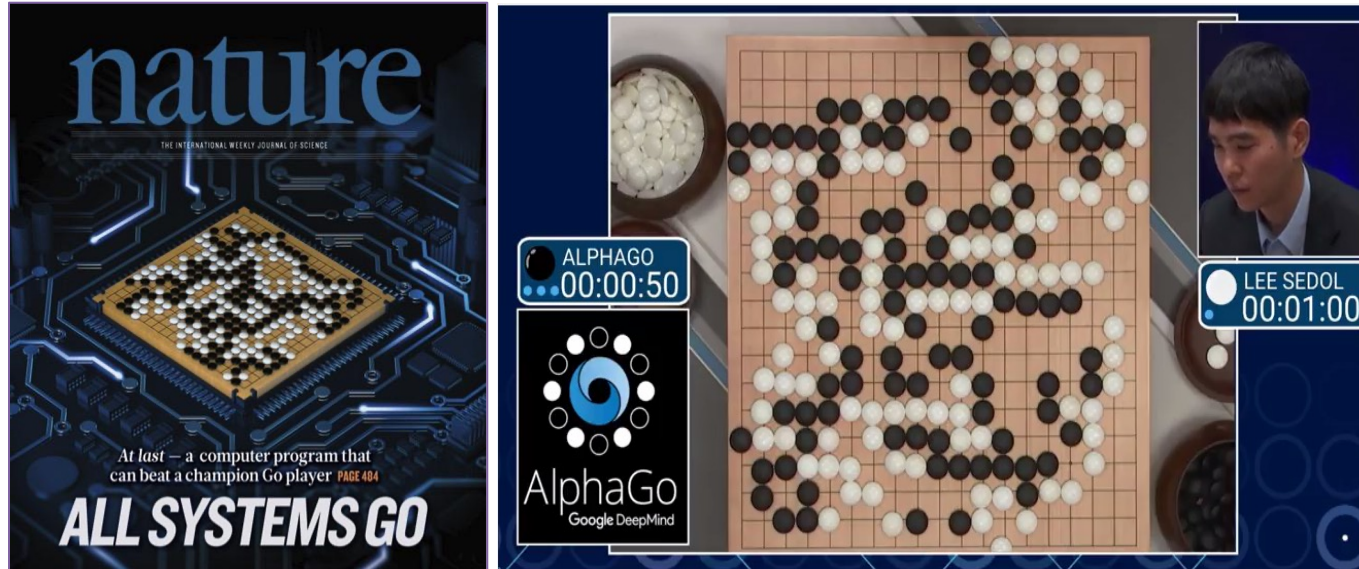 nature
THE INTERNATIONAL WEEKLY JOURNAL OF SCIENCE
At last — a computer program that
can beat a champion Go player PAGE 484
ALL SYSTEMS GO
ALPHAGO
00:00:50
AlphaGo
Google DeepMind
LEE SEDOL
00:01:00